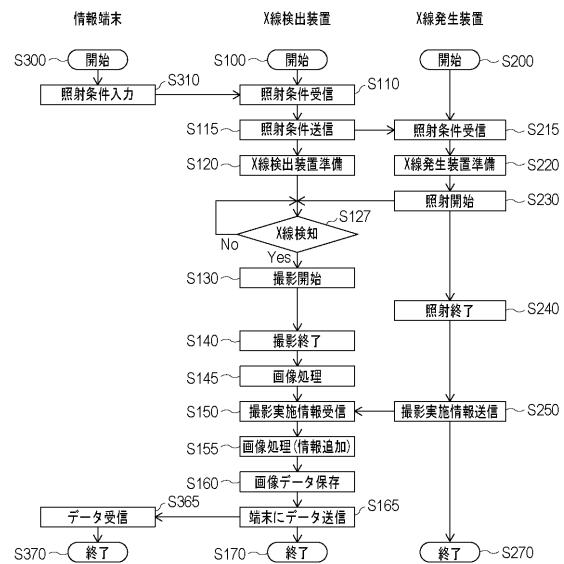 情報端末 X線検出装置 X線発生装置
S300 開始 S100 開始 開始 S200
照射条件入力 S310 照射条件受信 S110
S115 照射条件送信 照射条件受信 S215
S120 X線検出装置準備 X線発生装置準備 S220
照射開始 S230
X線検知 S127
No
Yes
S130 撮影開始
照射終了 S240
S140 撮影終了
S145 画像処理
S150 撮影実施情報受信 撮影実施情報送信 S250
S155 画像処理(情報追加)
S160 画像データ保存
データ受信 S365 端末にデータ送信 S165
S370 終了 S170 終了 終了 S270